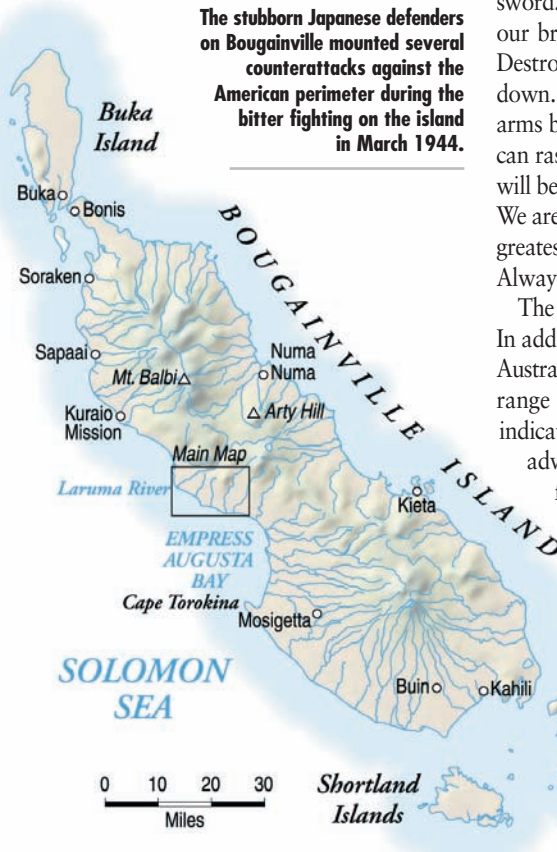 The stubborn Japanese defenders
on Bougainville mounted several
counterattacks against the
American perimeter during the
bitter fighting on the island
in March 1944.
sword.
our br
Destro
down.
arms b
can ras
will be
We are
greates
Alway
The
In add
Austra
range
indica
adv
f
Buka
Island
Buka
Bonis
BOUGAINVILLE ISLAND
Soraken
Sapaai
Mt. Balbi
Numa
Numa
Kuraio
Mission
Arty Hill
Main Map
Laruma River
Kieta
EMPRESS
AUGUSTA
BAY
Cape Torokina
Mosigetta
SOLOMON
SEA
Buin
Kahili
0 10 20 30
Miles
Shortland
Islands